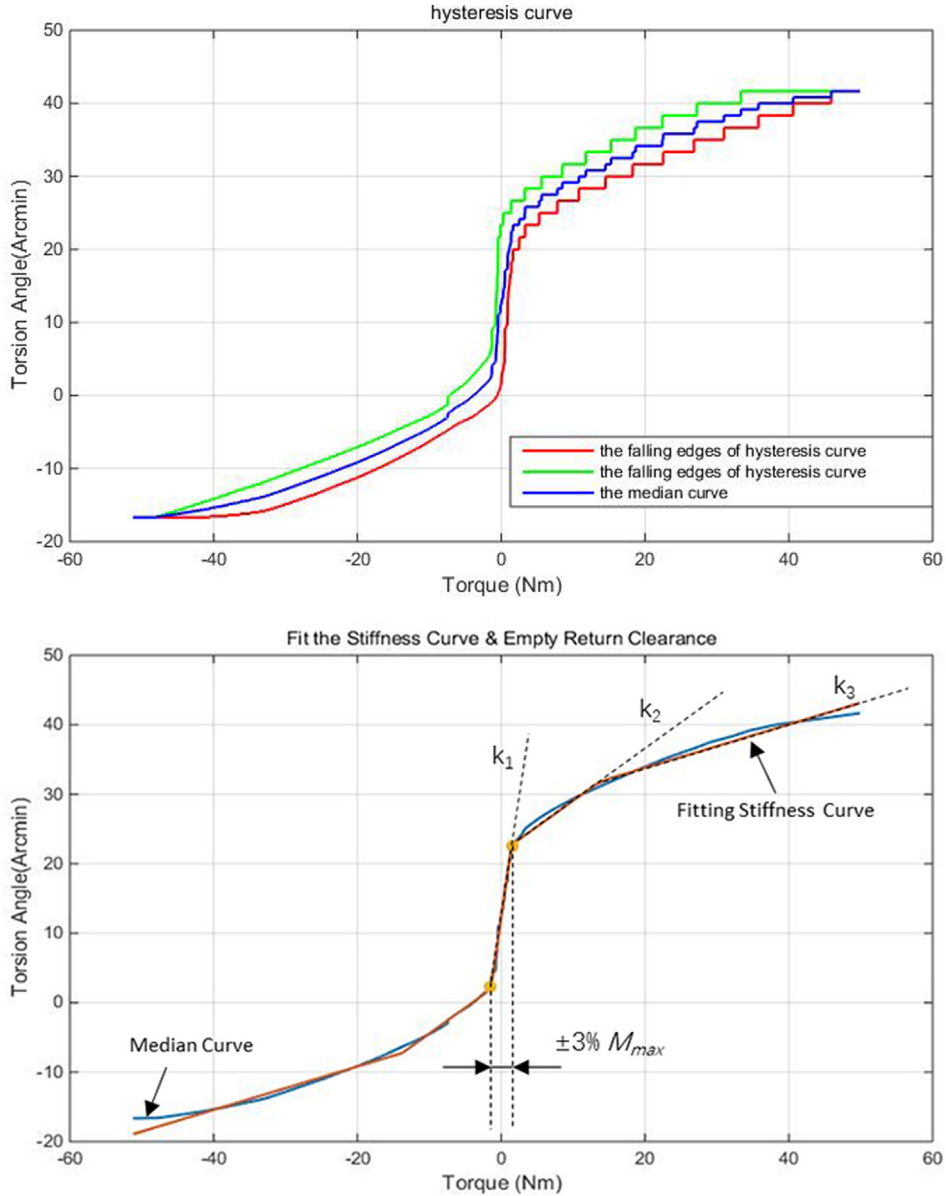 hysteresis curve
50
40
30
20
10
0
-10
-20
Torsion Angle(Arcmin)
the falling edges of hysteresis curve
the falling edges of hysteresis curve
the median curve
-60 -40 -20 0 20 40 60
Torque (Nm)
Fit the Stiffness Curve & Empty Return Clearance
50
40
30
20
10
0
-10
-20
Torsion Angle(Arcmin)
k1
k2
k3
Fitting Stiffness Curve
±3% Mmax
Median Curve
-60 -40 -20 0 20 40 60
Torque (Nm)